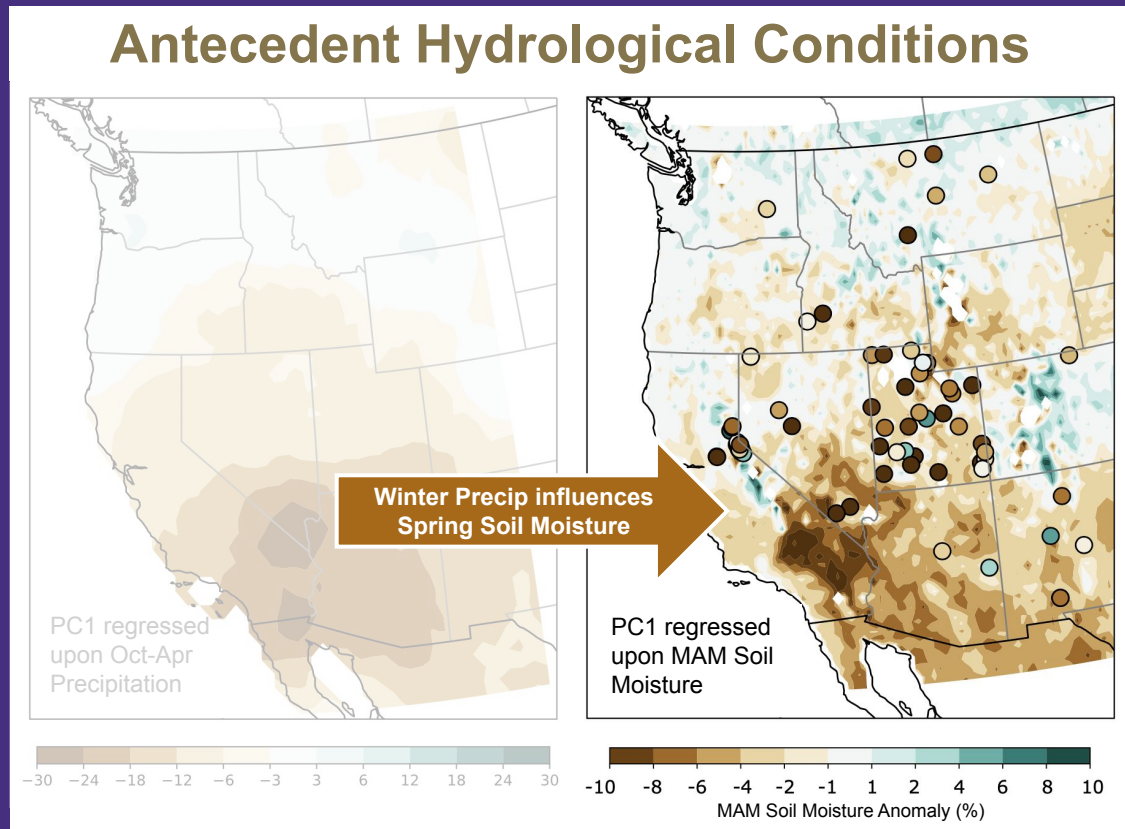 Antecedent Hydrological Conditions
PC1 regressed
upon Oct-Apr
Precipitation
−30 −24 −18 −12 −6 −3 3 6 12 18 24 30
Winter Precip influences
Spring Soil Moisture
PC1 regressed
upon MAM Soil
Moisture
-10 -8 -6 -4 -2 -1 1 2 4 6 8 10
MAM Soil Moisture Anomaly (%)